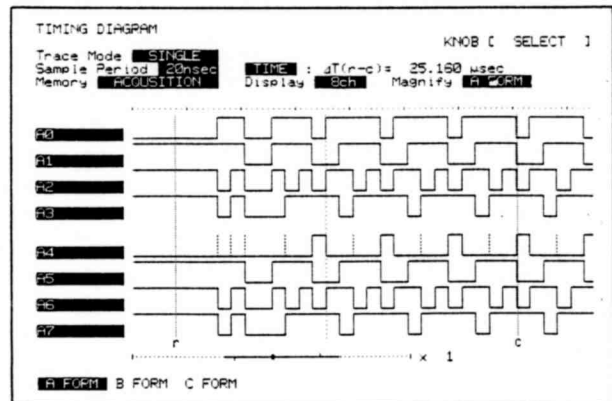 TIMING DIAGRAM
KNOB [ SELECT ]
Trace Mode SINGLE
Sample Period 20nsec TIME : ΔT(r-c)= 25.160 μsec
Memory ACQUSITION Display 8ch Magnify A FORM
A0
A1
A2
A3
A4
A5
A6
A7
r c
x 1
A FORM B FORM C FORM